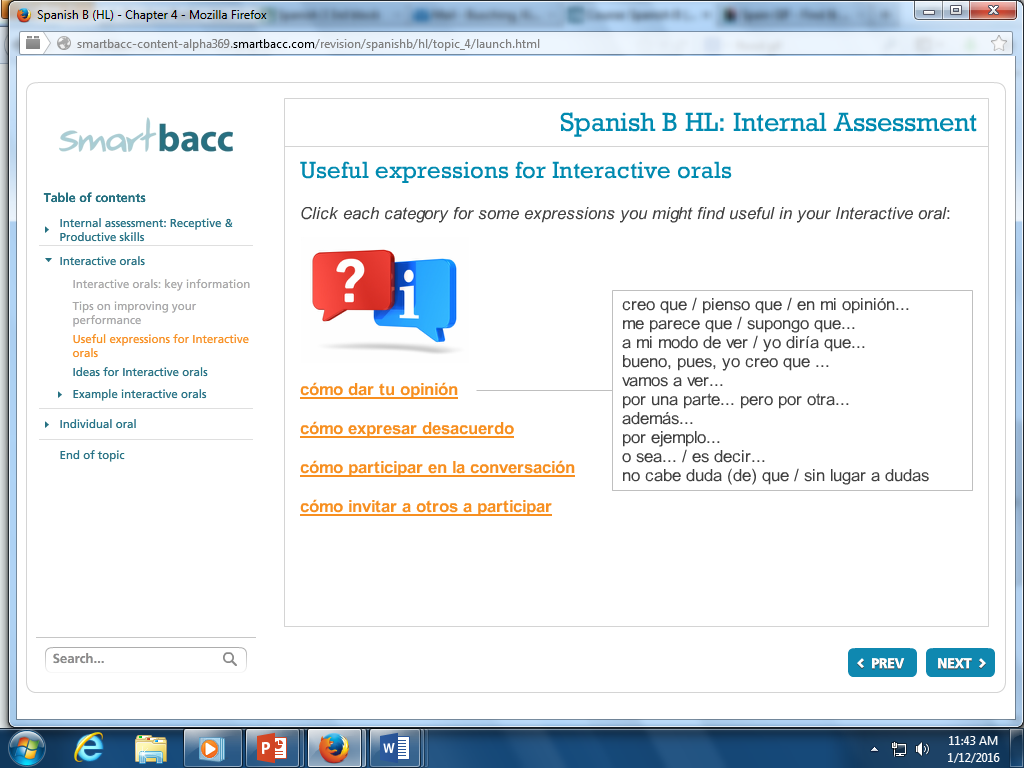 Spanish B (HL) - Chapter 4 - Mozilla Firefox
smartbacc-content-alpha369.smartbacc.com/revision/spanishb/hl/topic_4/launch.html
smartbacc
Spanish B HL: Internal Assessment
Table of contents
Internal assessment: Receptive &
Productive skills
Interactive orals
Interactive orals: key information
Tips on improving your
performance
Useful expressions for Interactive
orals
Ideas for Interactive orals
Example interactive orals
Individual oral
End of topic
Search...
Useful expressions for Interactive orals
Click each category for some expressions you might find useful in your Interactive oral:
? i
cómo dar tu opinión
cómo expresar desacuerdo
cómo participar en la conversación
cómo invitar a otros a participar
creo que / pienso que / en mi opinión...
me parece que / supongo que...
a mi modo de ver / yo diría que...
bueno, pues, yo creo que ...
vamos a ver...
por una parte... pero por otra...
además...
por ejemplo...
o sea... / es decir...
no cabe duda (de) que / sin lugar a dudas
< PREV
NEXT >
11:43 AM
1/12/2016